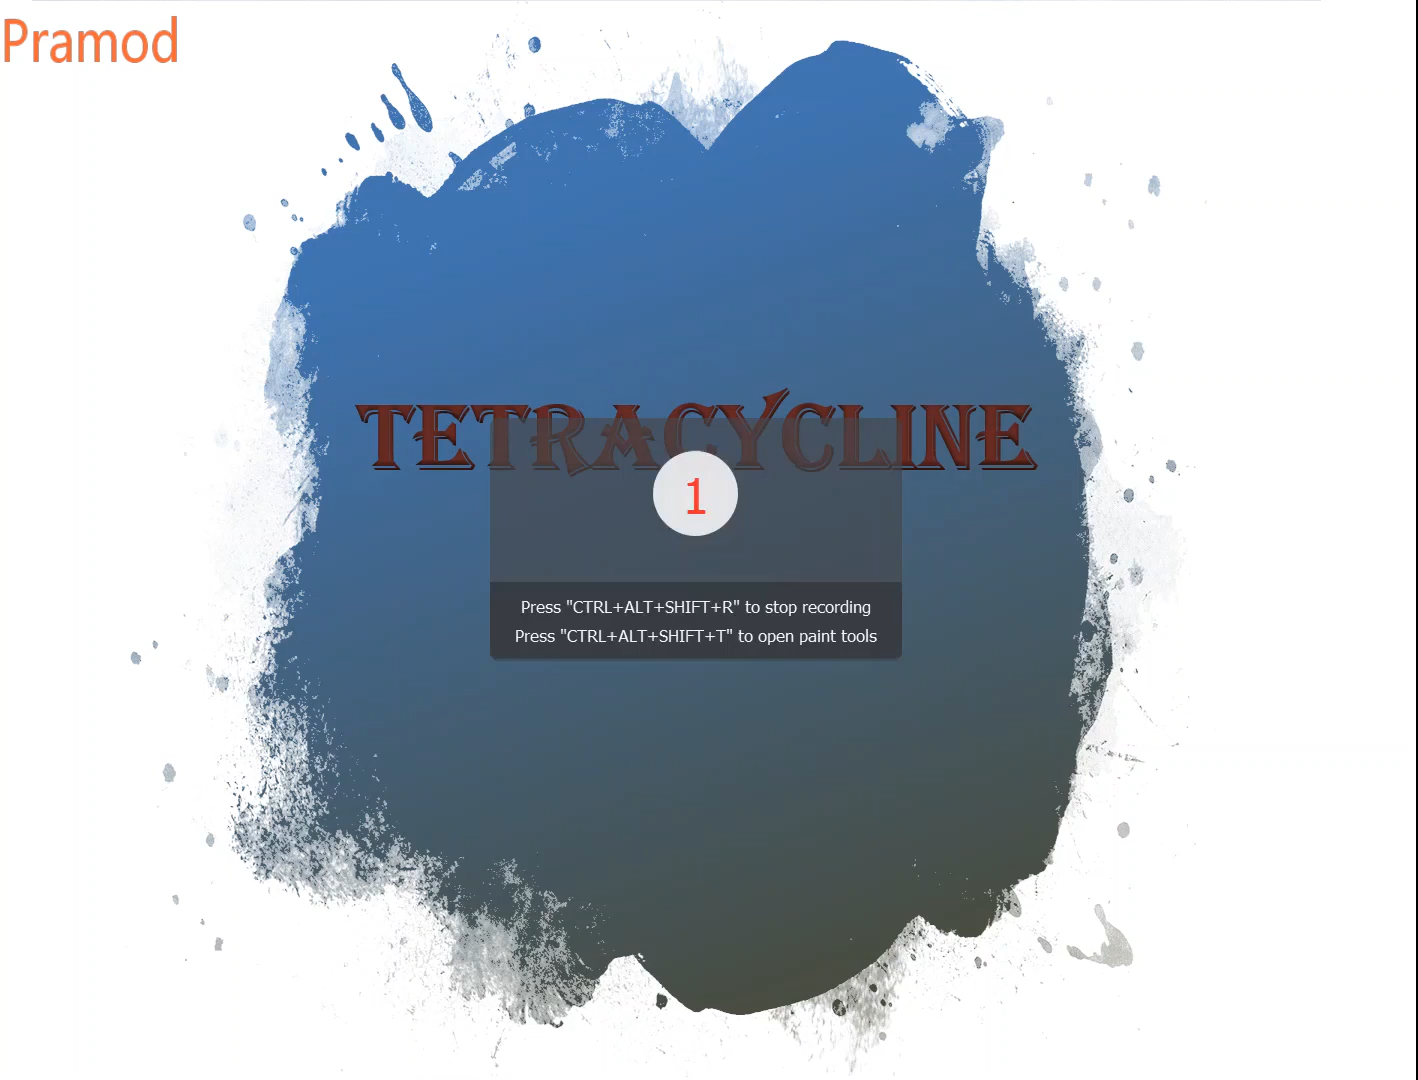 Pramod
TETRACYCLINE
1
Press "CTRL+ALT+SHIFT+R" to stop recording
Press "CTRL+ALT+SHIFT+T" to open paint tools